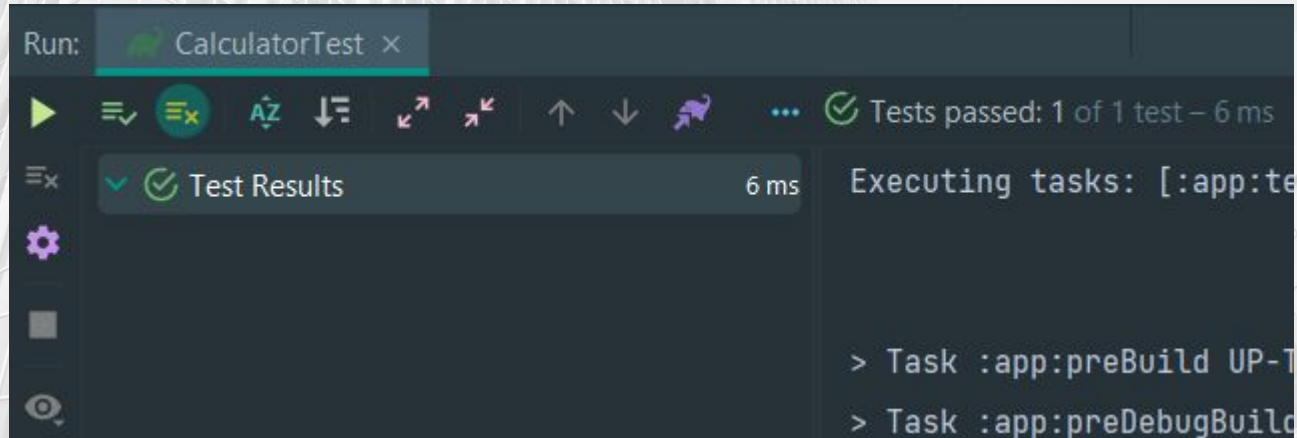 Run: CalculatorTest ×
Tests passed: 1 of 1 test – 6 ms
Test Results 6 ms
Executing tasks: [:app:te
> Task :app:preBuild UP-T
> Task :app:preDebugBuild